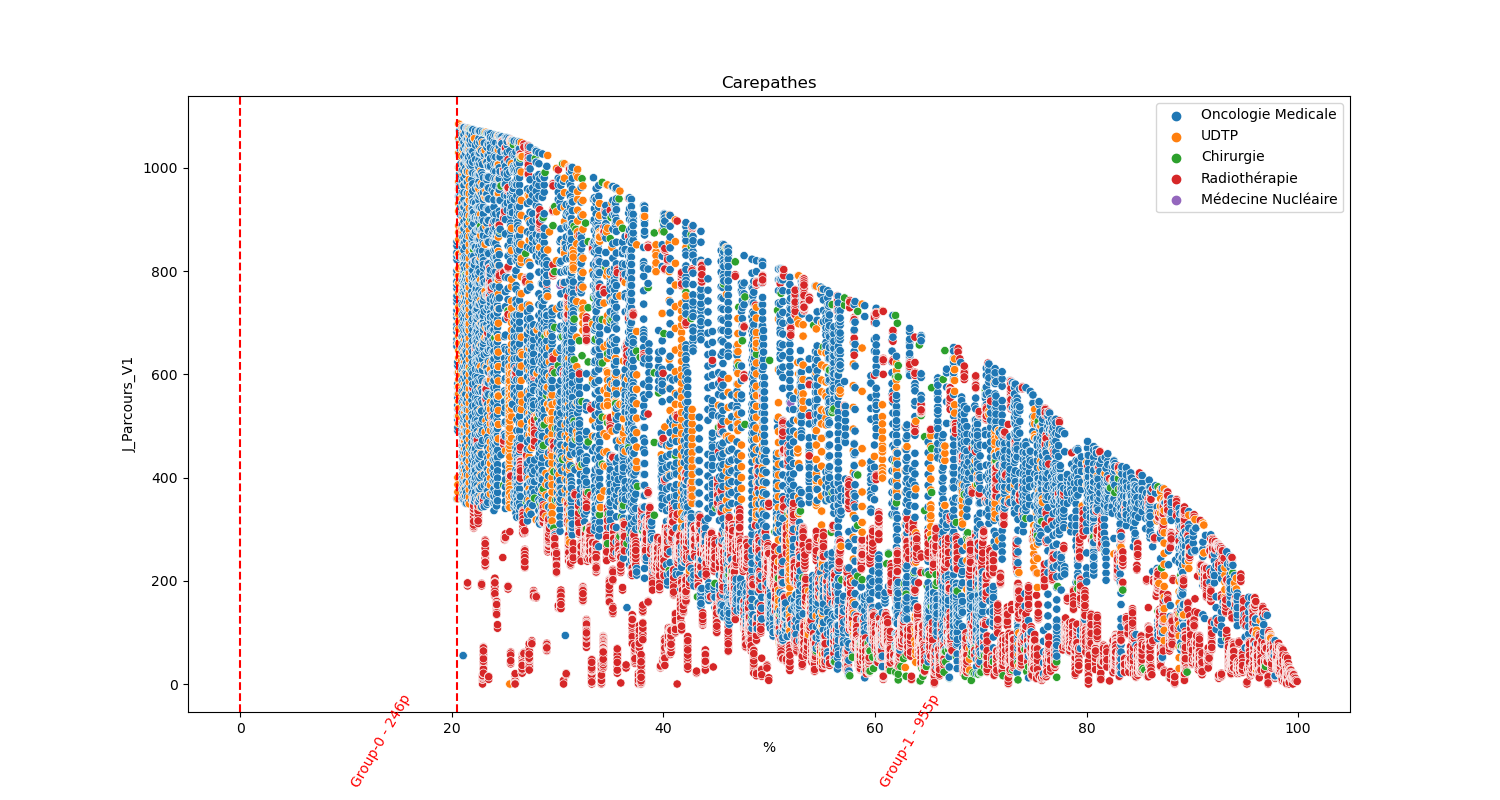 Carepathes
Oncologie Medicale
UDTP
Chirurgie
Radiothérapie
Médecine Nucléaire
J_Parcours_V1
1000
800
600
400
200
0
0 20 40 60 80 100
%
Group-0 - 246p
Group-1 - 955p